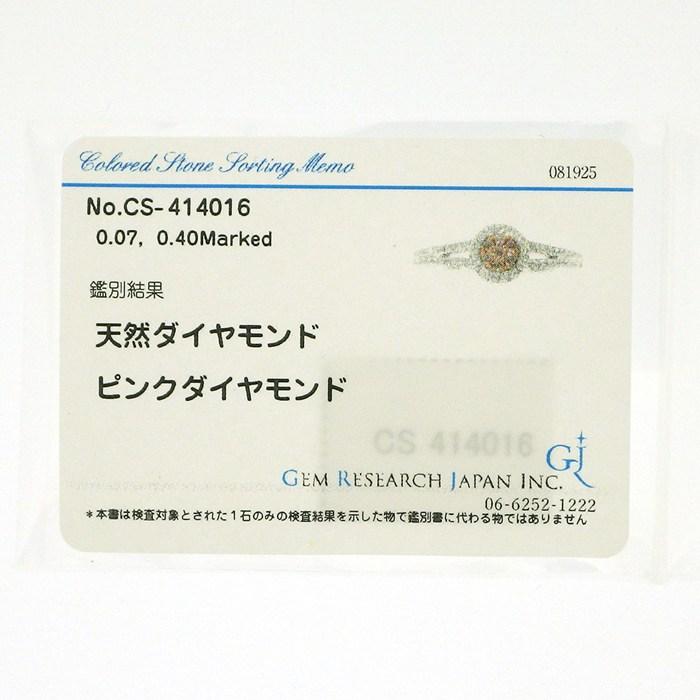 Colored Stone Sorting Memo
081925
No.CS-414016
0.07, 0.40Marked
鑑別結果
天然ダイヤモンド
ピンクダイヤモンド
CS 414016
GJ
GEM RESEARCH JAPAN INC.
06-6252-1222
*本書は検査対象とされた1石のみの検査結果を示した物で鑑別書に代わる物ではありません